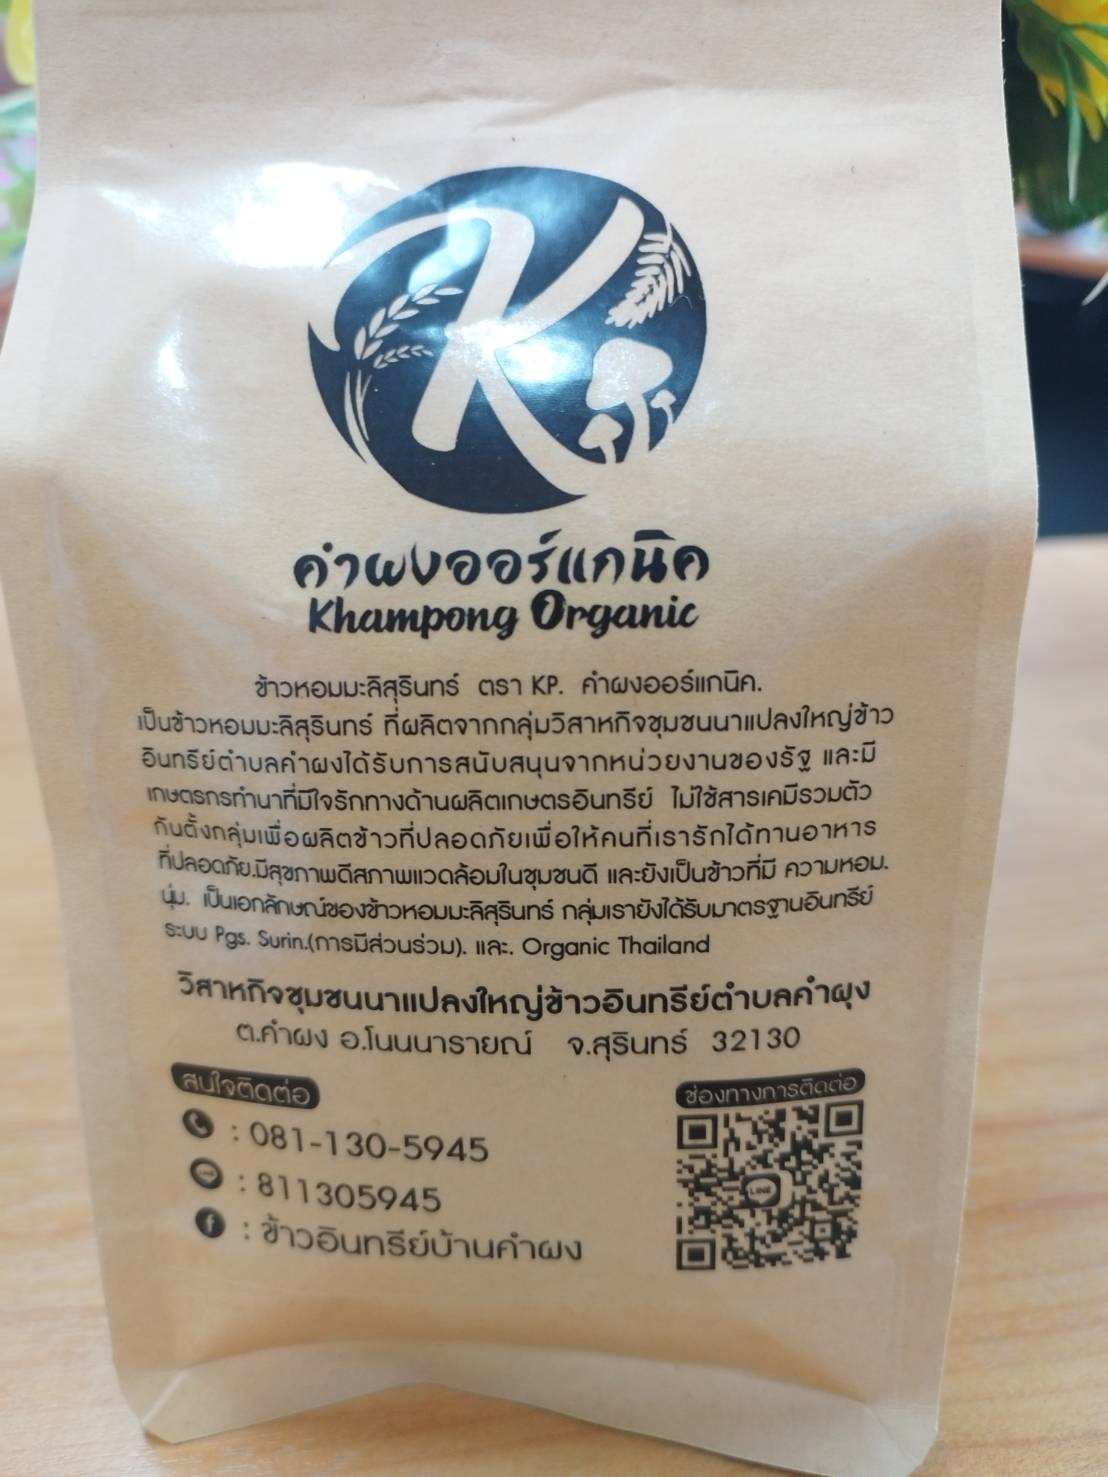 K
คำผงออร์แกนิค
Khampong Organic
ข้าวหอมมะลิสุรินทร์ ตรา KP. คำผงออร์แกนิค.
เป็นข้าวหอมมะลิสุรินทร์ ที่ผลิตจากกลุ่มวิสาหกิจชุมชนนาแปลงใหญ่ข้าว
อินทรีย์ตำบลคำผงได้รับการสนับสนุนจากหน่วยงานของรัฐ และมี
เกษตรกรทำนาที่มีใจรักทางด้านผลิตเกษตรอินทรีย์ ไม่ใช้สารเคมีรวมตัว
กันตั้งกลุ่มเพื่อผลิตข้าวที่ปลอดภัยเพื่อให้คนที่เรารักได้ทานอาหาร
ที่ปลอดภัย.มีสุขภาพดีสภาพแวดล้อมในชุมชนดี และยังเป็นข้าวที่มี ความหอม.
นุ่ม. เป็นเอกลักษณ์ของข้าวหอมมะลิสุรินทร์ กลุ่มเรายังได้รับมาตรฐานอินทรีย์
ระบบ Pgs. Surin.(การมีส่วนร่วม). และ. Organic Thailand
วิสาหกิจชุมชนนาแปลงใหญ่ข้าวอินทรีย์ตำบลคำผุง
ต.คำผง อ.โนนนารายณ์ จ.สุรินทร์ 32130
สนใจติดต่อ
: 081-130-5945
: 811305945
: ข้าวอินทรีย์บ้านคำผง
ช่องทางการติดต่อ
LINE